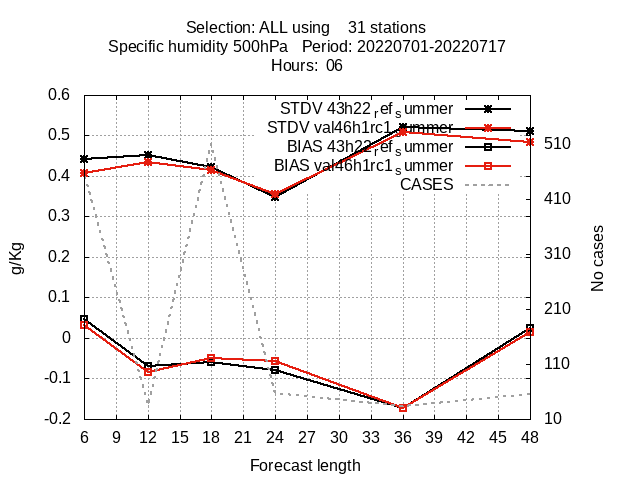 Selection: ALL using 31 stations
Specific humidity 500hPa Period: 20220701-20220717
Hours: 06
STDV 43h22_ref_summer
STDV val46h1rc1_summer
BIAS 43h22_ref_summer
BIAS val46h1rc1_summer
CASES
0.6
0.5
0.4
0.3
0.2
0.1
0
-0.1
-0.2
g/Kg
510
410
310
210
110
10
No cases
6 9 12 15 18 21 24 27 30 33 36 39 42 45 48
Forecast length